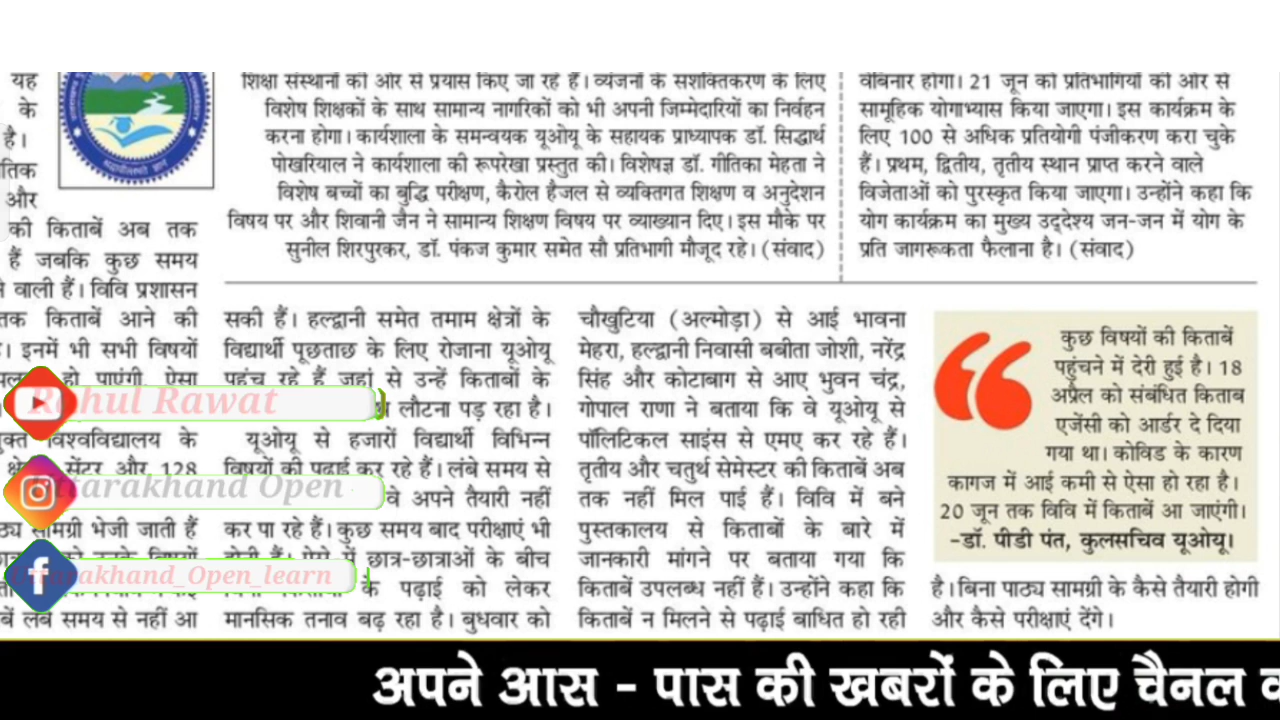 यह
के
है।
और
की किताबें अब तक
हैं जबकि कुछ समय
वाली हैं। विवि प्रशासन
तक किताबें आने की
। इनमें भी सभी विषयों
हो पाएंगी ऐसा
विश्वविद्यालय के
सेंटर और 128
सामग्री भेजी जाती हैं
लंबे समय से नहीं आ
शिक्षा संस्थानों की ओर से प्रयास किए जा रहे हैं। व्यंजनों के सशक्तिकरण के लिए
विशेष शिक्षकों के साथ सामान्य नागरिकों को भी अपनी जिम्मेदारियों का निर्वहन
करना होगा। कार्यशाला के समन्वयक यूओयू के सहायक प्राध्यापक डॉ. सिद्धार्थ
पोखरियाल ने कार्यशाला की रूपरेखा प्रस्तुत की। विशेषज्ञ डॉ. गीतिका मेहता ने
विशेष बच्चों का बुद्धि परीक्षण, कैरोल हैजल से व्यक्तिगत शिक्षण व अनुदेशन
विषय पर और शिवानी जैन ने सामान्य शिक्षण विषय पर व्याख्यान दिए। इस मौके पर
सुनील शिरपुरकर, डॉ. पंकज कुमार समेत सौ प्रतिभागी मौजूद रहे। (संवाद)
वेबिनार होगा। 21 जून को प्रतिभागियों की ओर से
सामूहिक योगाभ्यास किया जाएगा। इस कार्यक्रम के
लिए 100 से अधिक प्रतियोगी पंजीकरण करा चुके
हैं। प्रथम, द्वितीय, तृतीय स्थान प्राप्त करने वाले
विजेताओं को पुरस्कृत किया जाएगा। उन्होंने कहा कि
योग कार्यक्रम का मुख्य उद्देश्य जन-जन में योग के
प्रति जागरूकता फैलाना है। (संवाद)
सकी हैं। हल्द्वानी समेत तमाम क्षेत्रों के
विद्यार्थी पूछताछ के लिए रोजाना यूओयू
पहुंच रहे हैं जहां से उन्हें किताबों के
लौटना पड़ रहा है।
यूओयू से हजारों विद्यार्थी विभिन्न
विषयों की पढ़ाई कर रहे हैं। लंबे समय से
वे अपने तैयारी नहीं
कर पा रहे हैं। कुछ समय बाद परीक्षाएं भी
में छात्र-छात्राओं के बीच
के पढ़ाई को लेकर
मानसिक तनाव बढ़ रहा है। बुधवार को
चौखुटिया (अल्मोड़ा) से आई भावना
मेहरा, हल्द्वानी निवासी बबीता जोशी, नरेंद्र
सिंह और कोटाबाग से आए भुवन चंद्र,
गोपाल राणा ने बताया कि वे यूओयू से
पॉलिटिकल साइंस से एमए कर रहे हैं।
तृतीय और चतुर्थ सेमेस्टर की किताबें अब
तक नहीं मिल पाई हैं। विवि में बने
पुस्तकालय से किताबों के बारे में
जानकारी मांगने पर बताया गया कि
किताबें उपलब्ध नहीं हैं। उन्होंने कहा कि
किताबें न मिलने से पढ़ाई बाधित हो रही
कुछ विषयों की किताबें
पहुंचने में देरी हुई है। 18
अप्रैल को संबंधित किताब
एजेंसी को आर्डर दे दिया
गया था। कोविड के कारण
कागज में आई कमी से ऐसा हो रहा है।
20 जून तक विवि में किताबें आ जाएंगी।
-डॉ. पीडी पंत, कुलसचिव यूओयू।
है। बिना पाठ्य सामग्री के कैसे तैयारी होगी
और कैसे परीक्षाएं देंगे।
Rahul Rawat
Uttarakhand Open
Uttarakhand_Open_learn
अपने आस - पास की खबरों के लिए चैनल